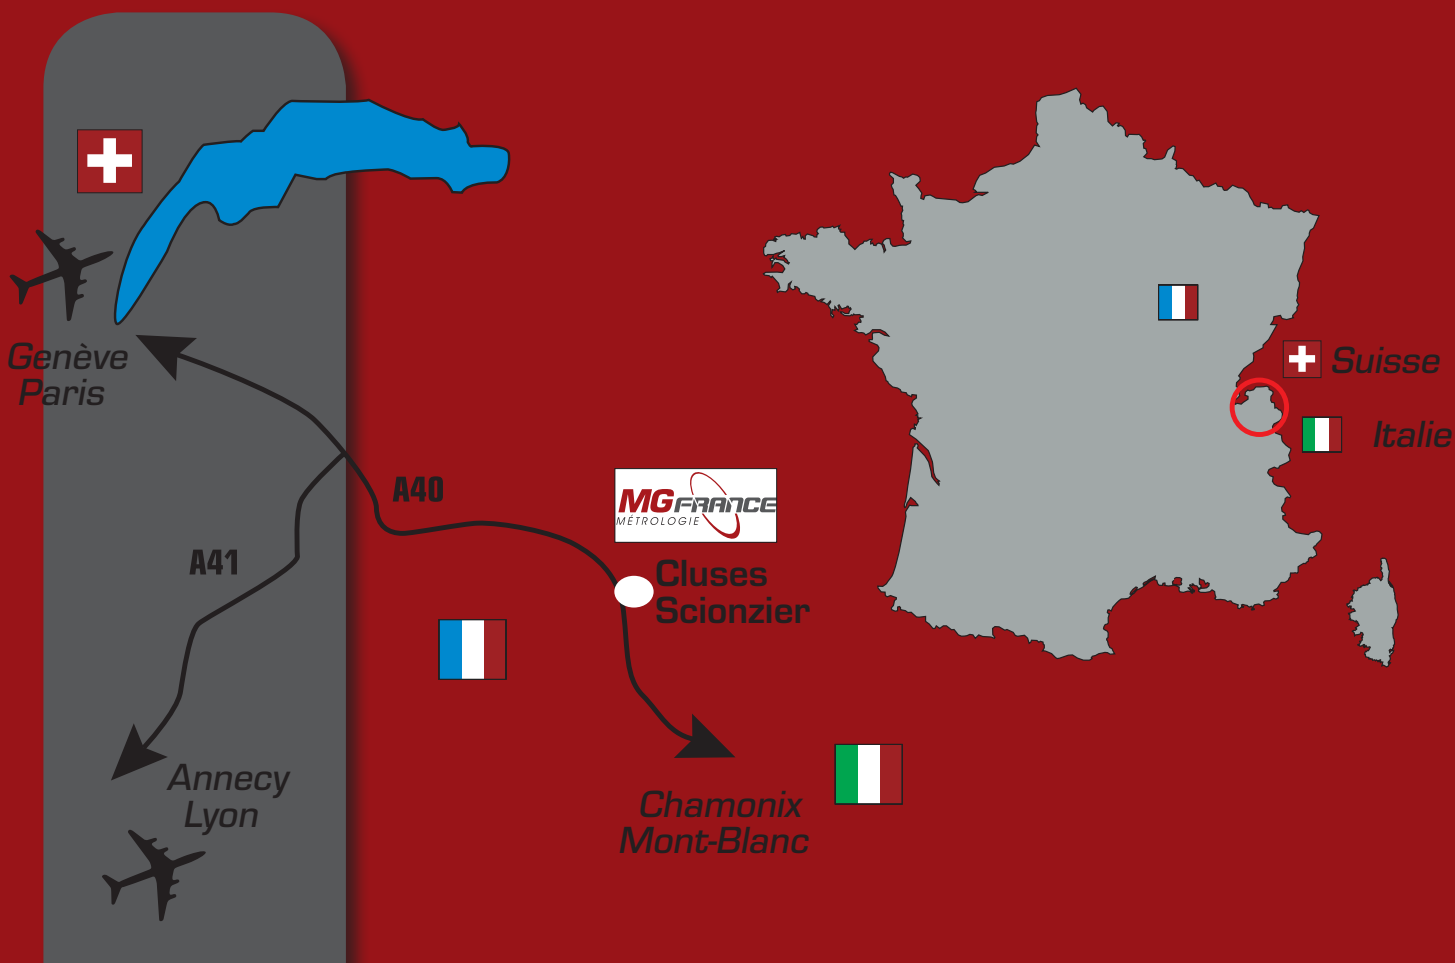 Genève
Paris
A40
A41
MG FRANCE
MÉTROLOGIE
Cluses
Scionzier
Annecy
Lyon
Chamonix
Mont-Blanc
Suisse
Italie